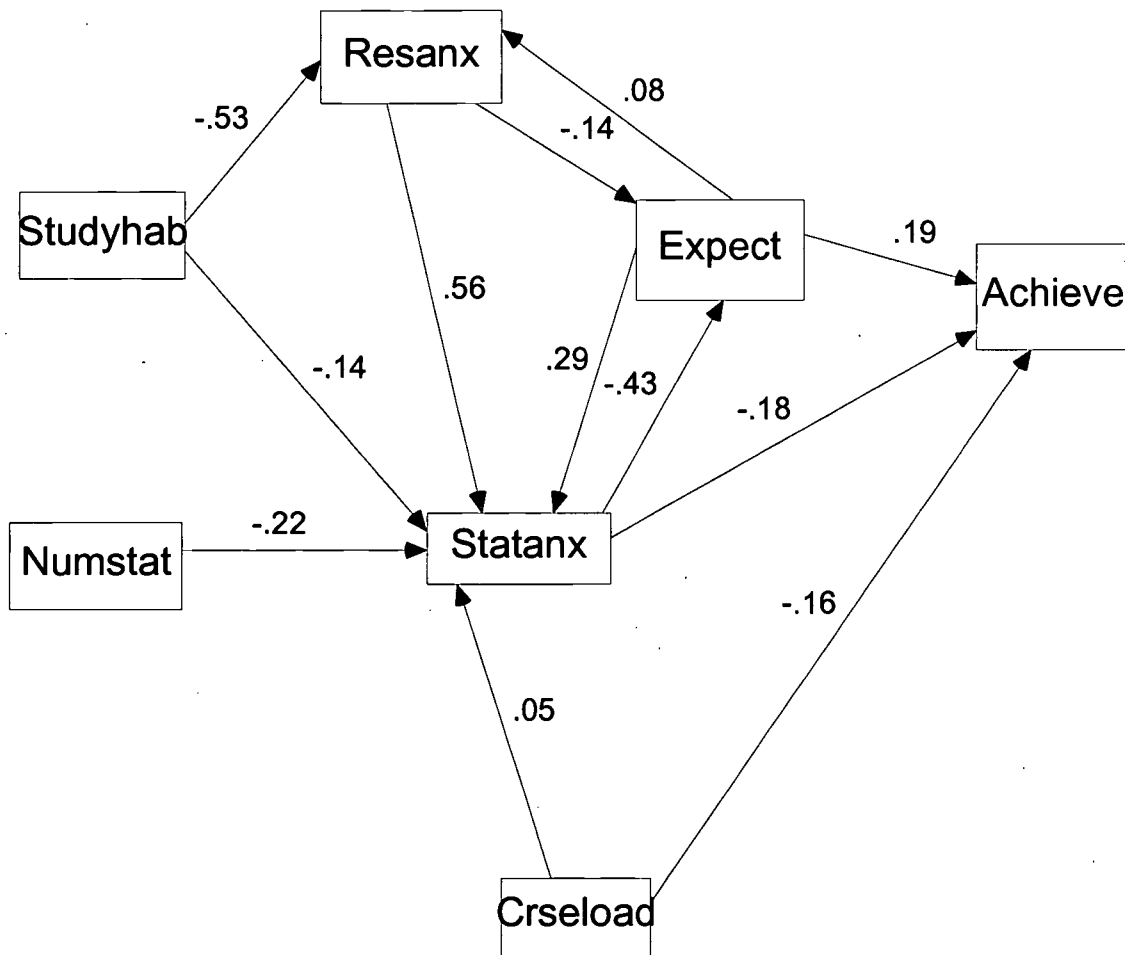 Resanx
.08
-.53
-.14
Studyhab
Expect
.19
Achieve
.56
-.14
.29
-.43
-.18
-.22
Numstat
Statanx
-.16
.05
Crseload